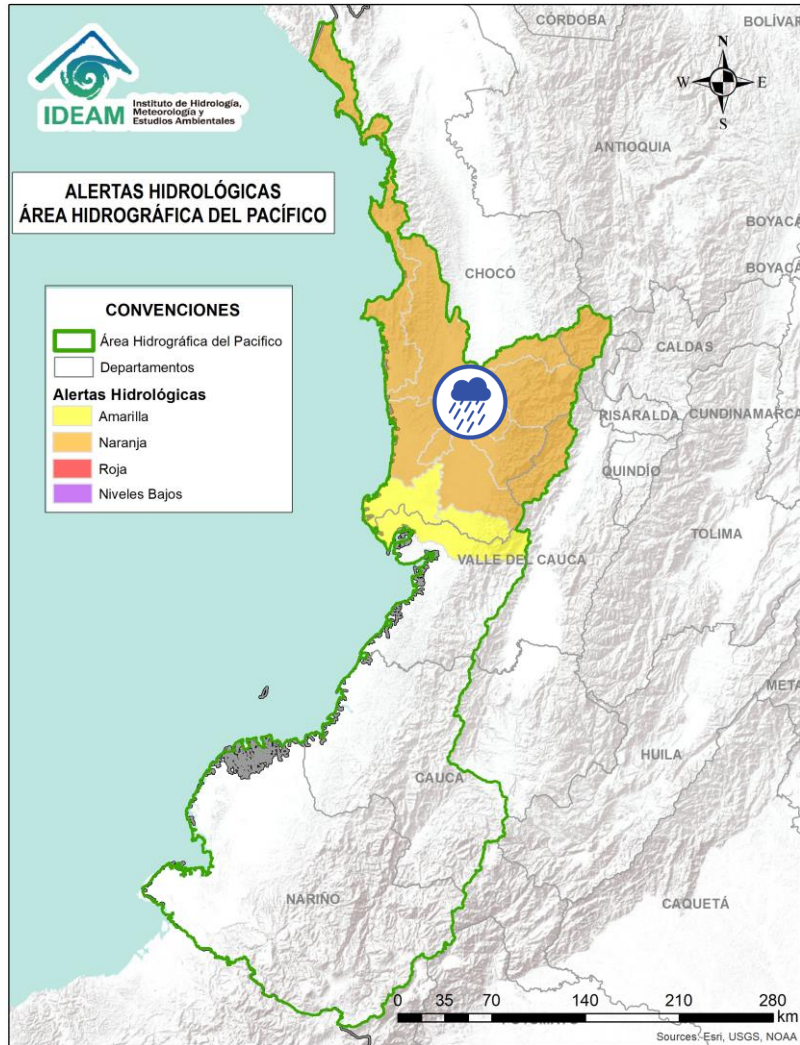 CÓRDOBA
BOLÍVAR
IDEAM
Instituto de Hidrología,
Meteorología y
Estudios Ambientales
N
W E
S
ANTIOQUIA
ALERTAS HIDROLÓGICAS
ÁREA HIDROGRÁFICA DEL PACÍFICO
BOYACÁ
BOYACÁ
CHOCÓ
CONVENCIONES
Área Hidrográfica del Pacifico
Departamentos
Alertas Hidrológicas
Amarilla
Naranja
Roja
Niveles Bajos
CALDAS
RISARALDA
CUNDINAMARCA
QUINDÍO
TOLIMA
VALLE DEL CAUCA
META
HUILA
CAUCA
NARIÑO
CAQUETÁ
0 35 70 140 210 280
km
Sources: Esri, USGS, NOAA